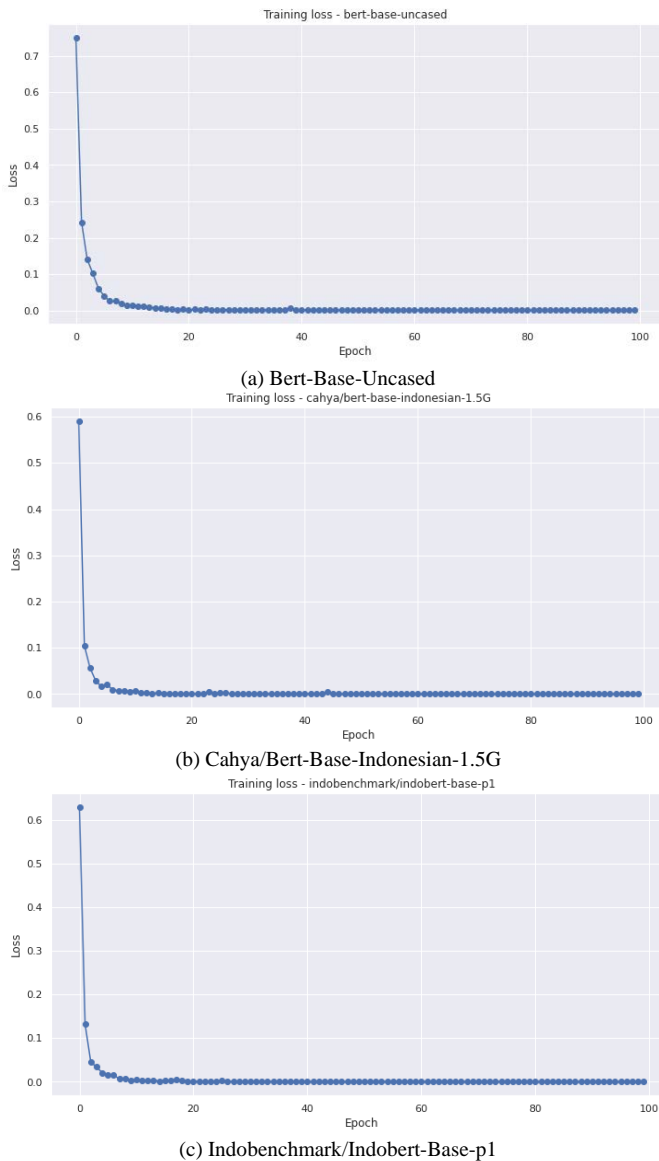 Training loss - bert-base-uncased
0.7
0.6
0.5
0.4
0.3
0.2
0.1
0.0
Loss
0 20 40 60 80 100
Epoch
(a) Bert-Base-Uncased
Training loss - cahya/bert-base-indonesian-1.5G
0.6
0.5
0.4
0.3
0.2
0.1
0.0
Loss
0 20 40 60 80 100
Epoch
(b) Cahya/Bert-Base-Indonesian-1.5G
Training loss - indobenchmark/indobert-base-p1
0.6
0.5
0.4
0.3
0.2
0.1
0.0
Loss
0 20 40 60 80 100
Epoch
(c) Indobenchmark/Indobert-Base-p1